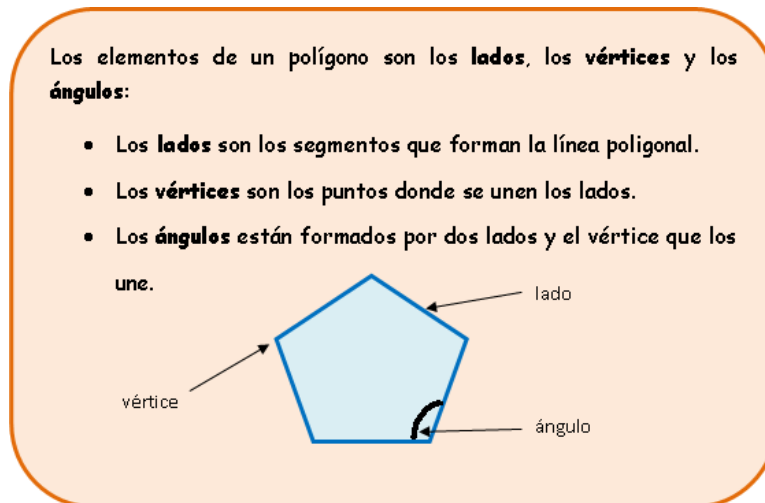 Los elementos de un polígono son los lados, los vértices y los
ángulos:
• Los lados son los segmentos que forman la línea poligonal.
• Los vértices son los puntos donde se unen los lados.
• Los ángulos están formados por dos lados y el vértice que los
une.
lado
vértice
ángulo